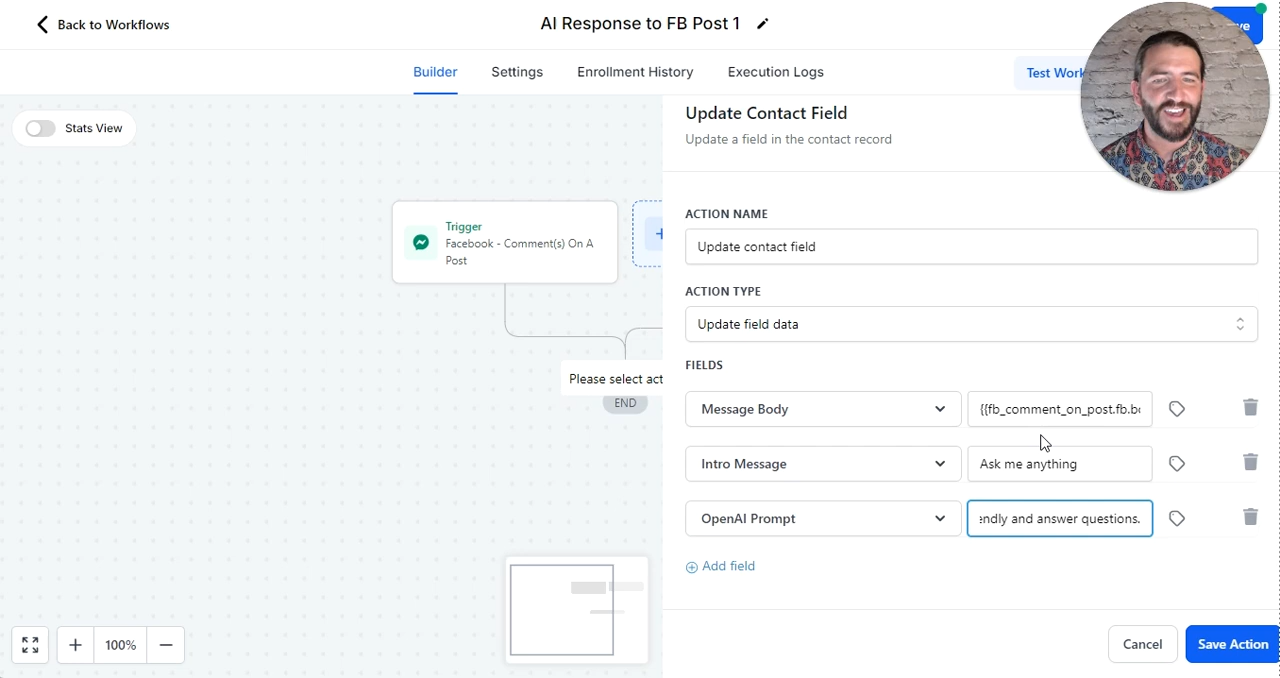 Back to Workflows
AI Response to FB Post 1
Builder
Settings
Enrollment History
Execution Logs
Test Work
Stats View
Update Contact Field
Update a field in the contact record
Trigger
Facebook - Comment(s) On A
Post
Please select act
END
ACTION NAME
Update contact field
ACTION TYPE
Update field data
FIELDS
Message Body
{{fb_comment_on_post.fb.bo
Intro Message
Ask me anything
OpenAI Prompt
endly and answer questions.
Add field
100%
Cancel
Save Action